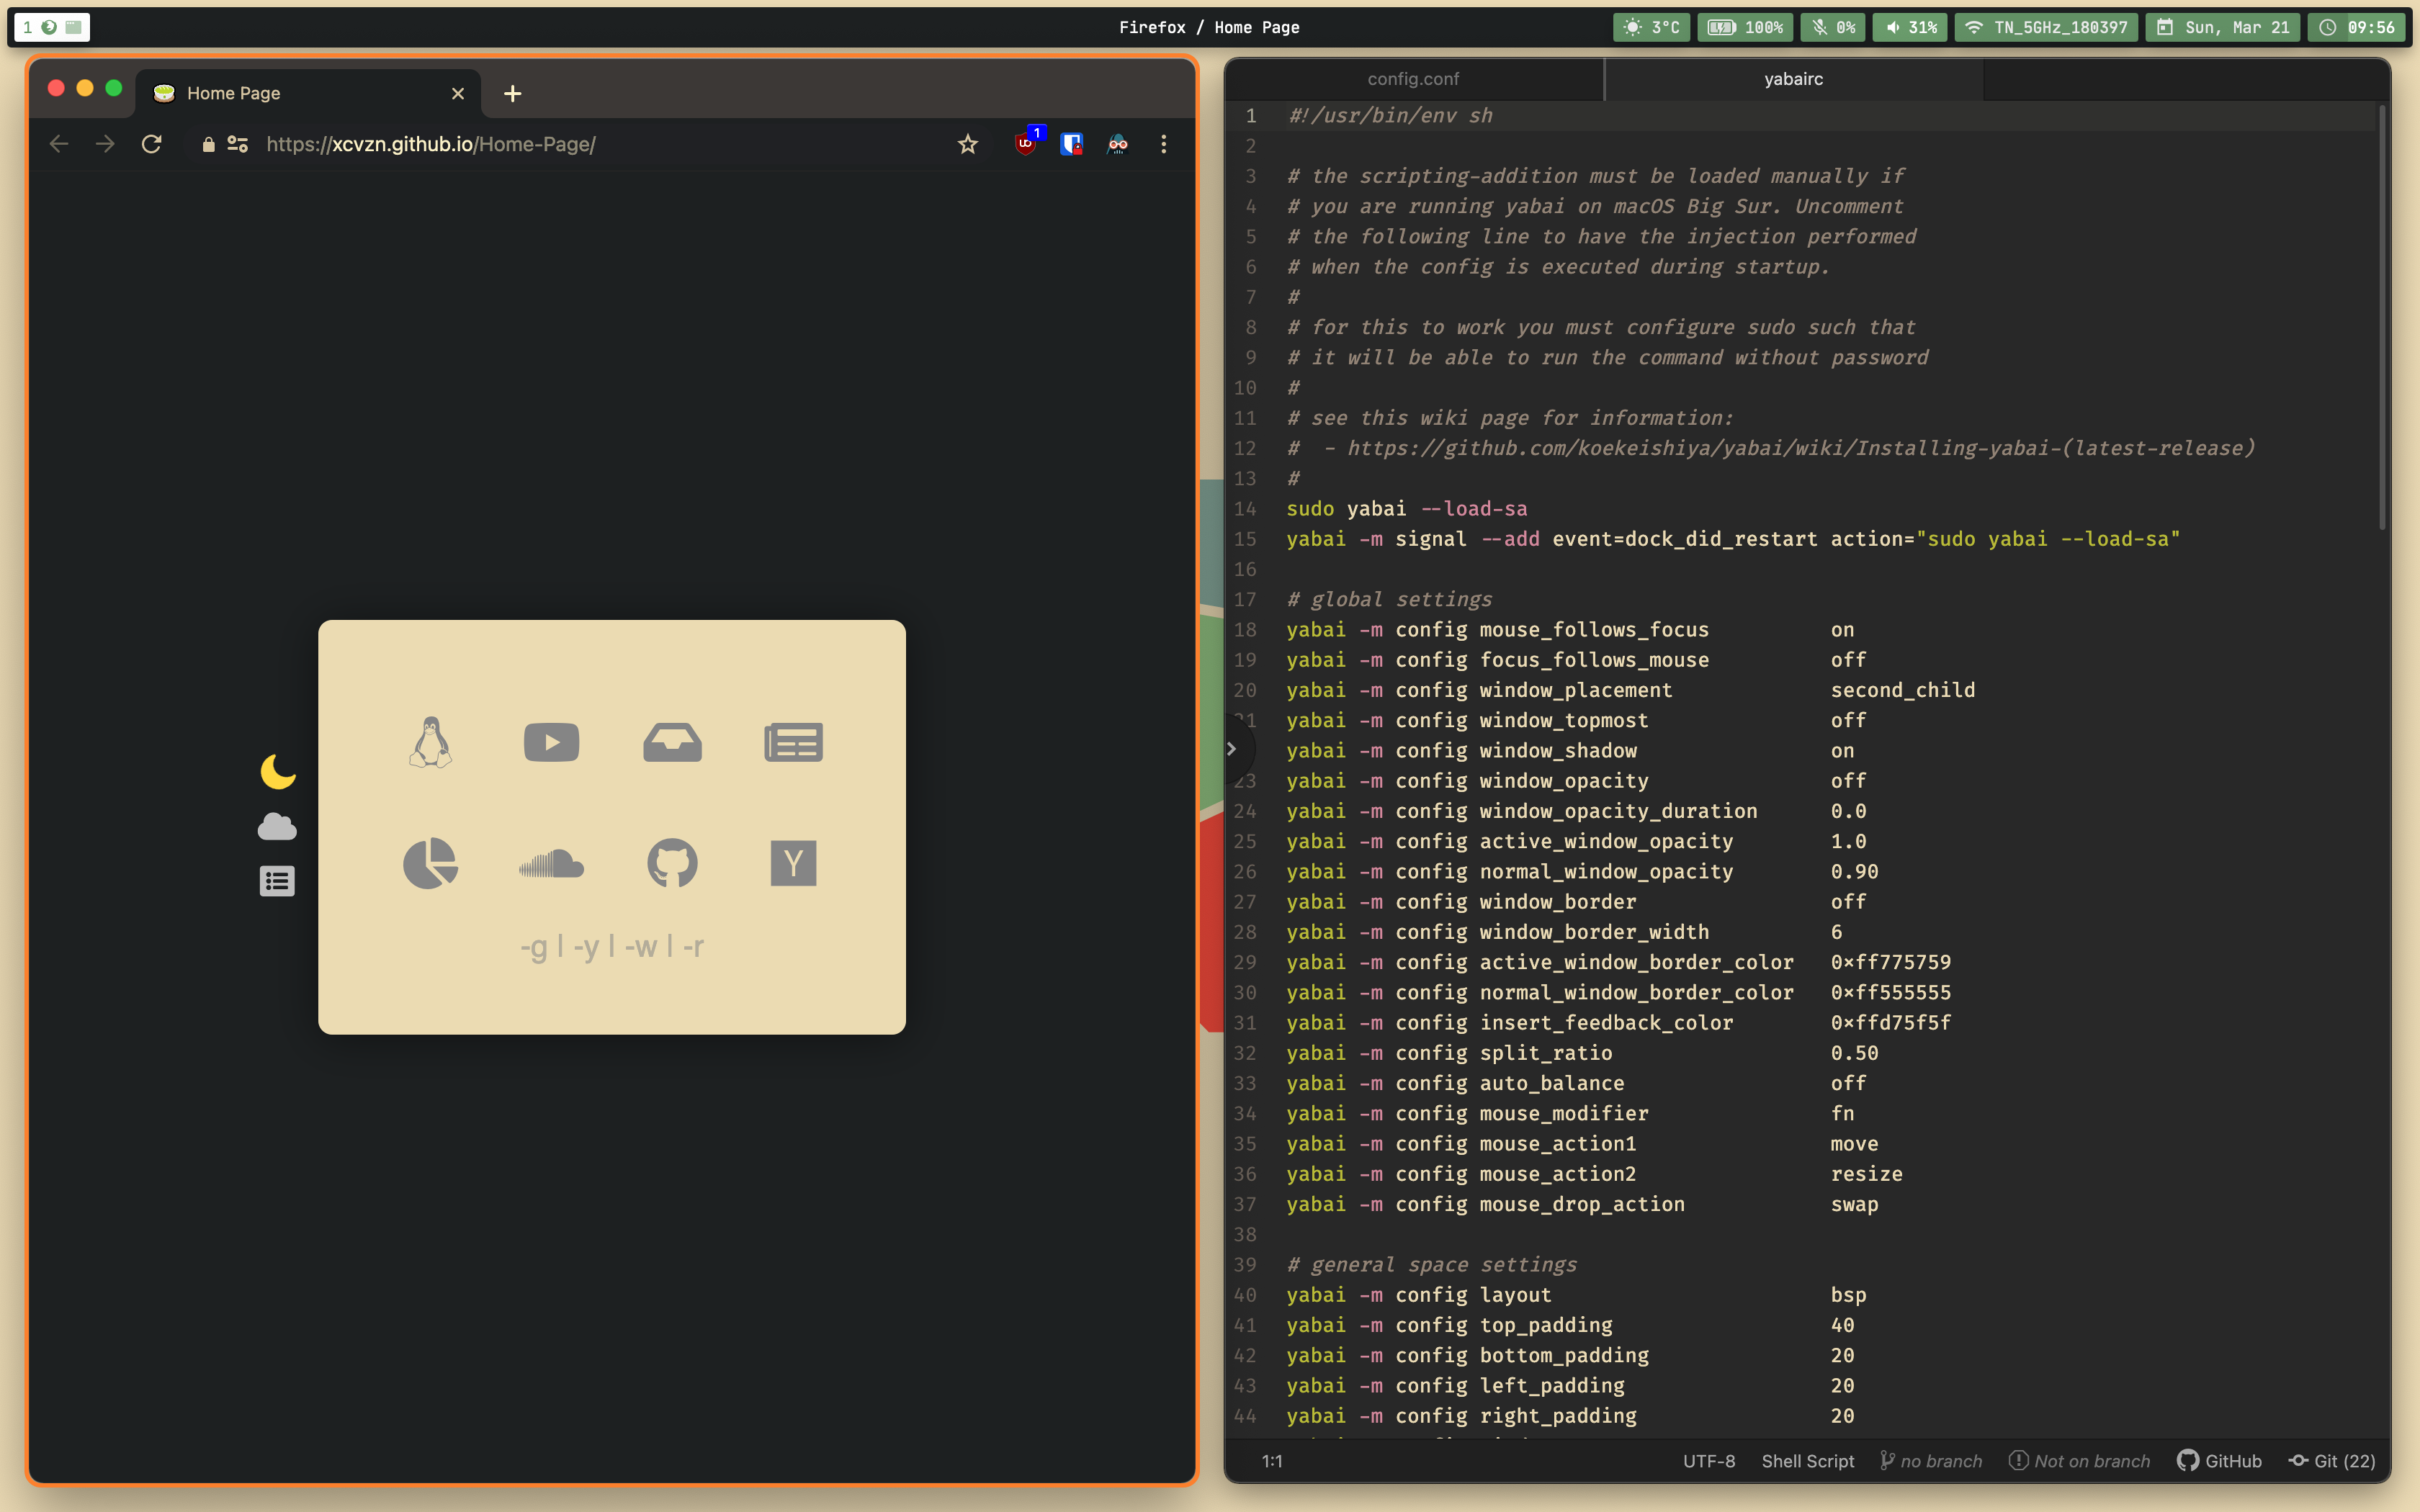 1
Firefox / Home Page
3°C
100%
0%
31%
TN_5GHz_180397
Sun, Mar 21
09:56
Home Page
https://xcvzn.github.io/Home-Page/
1
Y
-g | -y | -w | -r
config.conf
yabairc
1 #!/usr/bin/env sh
2
3 # the scripting-addition must be loaded manually if
4 # you are running yabai on macOS Big Sur. Uncomment
5 # the following line to have the injection performed
6 # when the config is executed during startup.
7 #
8 # for this to work you must configure sudo such that
9 # it will be able to run the command without password
10 #
11 # see this wiki page for information:
12 #  - https://github.com/koekeishiya/yabai/wiki/Installing-yabai-(latest-release)
13 #
14 sudo yabai --load-sa
15 yabai -m signal --add event=dock_did_restart action="sudo yabai --load-sa"
16
17 # global settings
18 yabai -m config mouse_follows_focus          on
19 yabai -m config focus_follows_mouse          off
20 yabai -m config window_placement             second_child
21 yabai -m config window_topmost               off
yabai -m config window_shadow                on
23 yabai -m config window_opacity               off
24 yabai -m config window_opacity_duration      0.0
25 yabai -m config active_window_opacity        1.0
26 yabai -m config normal_window_opacity        0.90
27 yabai -m config window_border                off
28 yabai -m config window_border_width          6
29 yabai -m config active_window_border_color   0xff775759
30 yabai -m config normal_window_border_color   0xff555555
31 yabai -m config insert_feedback_color        0xffd75f5f
32 yabai -m config split_ratio                  0.50
33 yabai -m config auto_balance                 off
34 yabai -m config mouse_modifier               fn
35 yabai -m config mouse_action1                move
36 yabai -m config mouse_action2                resize
37 yabai -m config mouse_drop_action            swap
38
39 # general space settings
40 yabai -m config layout                       bsp
41 yabai -m config top_padding                  40
42 yabai -m config bottom_padding               20
43 yabai -m config left_padding                 20
44 yabai -m config right_padding                20
1:1
UTF-8
Shell Script
no branch
Not on branch
GitHub
Git (22)